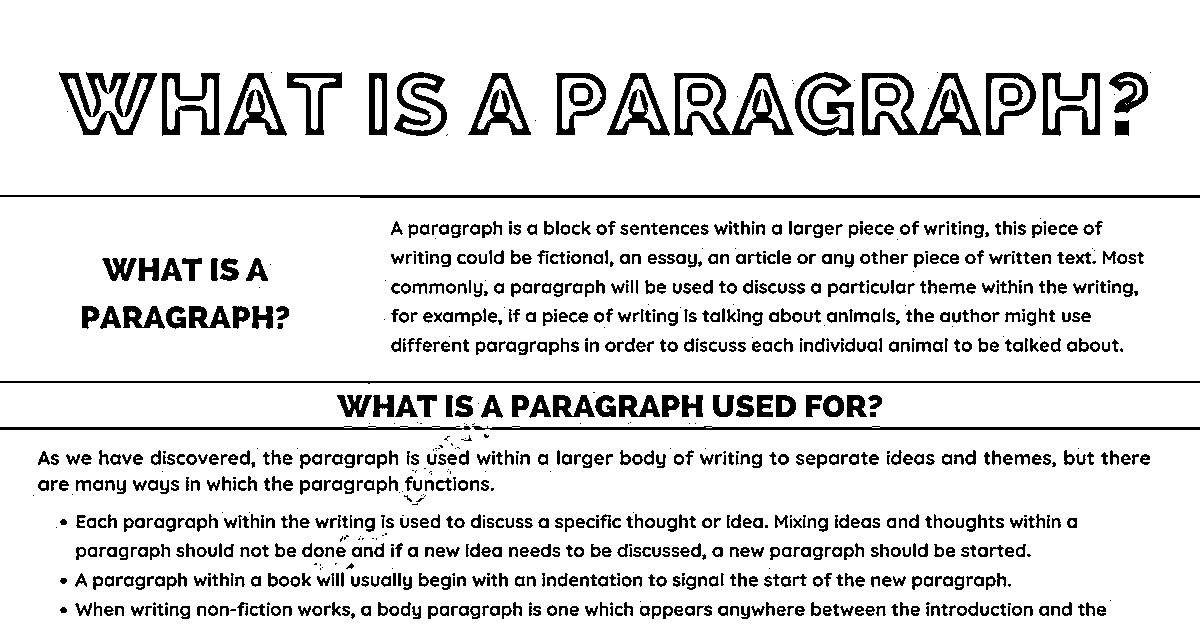 WHAT IS A PARAGRAPH?
WHAT IS A
PARAGRAPH?
A paragraph is a block of sentences within a larger piece of writing, this piece of
writing could be fictional, an essay, an article or any other piece of written text. Most
commonly, a paragraph will be used to discuss a particular theme within the writing,
for example, if a piece of writing is talking about animals, the author might use
different paragraphs in order to discuss each individual animal to be talked about.
WHAT IS A PARAGRAPH USED FOR?
As we have discovered, the paragraph is used within a larger body of writing to separate ideas and themes, but there
are many ways in which the paragraph functions.
• Each paragraph within the writing is used to discuss a specific thought or idea. Mixing ideas and thoughts within a
paragraph should not be done and if a new idea needs to be discussed, a new paragraph should be started.
• A paragraph within a book will usually begin with an indentation to signal the start of the new paragraph.
• When writing non-fiction works, a body paragraph is one which appears anywhere between the introduction and the